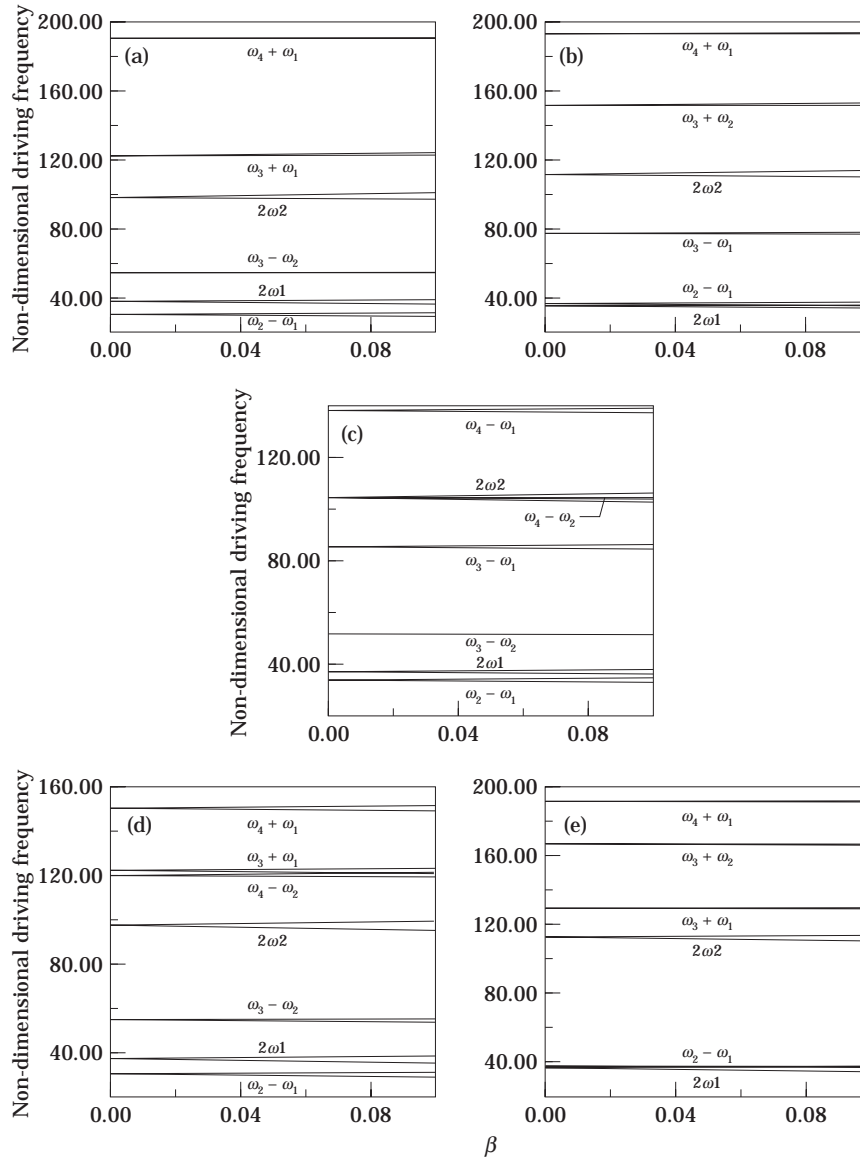 200.00
160.00
120.00
80.00
40.00
0.00 0.04 0.08
Non-dimensional driving frequency
(a)
ω4 + ω1
ω3 + ω1
2ω2
ω3 − ω2
2ω1
ω2 − ω1
200.00
160.00
120.00
80.00
40.00
0.00 0.04 0.08
(b)
ω4 + ω1
ω3 + ω2
2ω2
ω3 − ω1
ω2 − ω1
2ω1
120.00
80.00
40.00
0.00 0.04 0.08
Non-dimensional driving frequency
(c)
ω4 − ω1
2ω2
ω4 − ω2
ω3 − ω1
ω3 − ω2
2ω1
ω2 − ω1
160.00
120.00
80.00
40.00
0.00 0.04 0.08
Non-dimensional driving frequency
(d)
ω4 + ω1
ω3 + ω1
ω4 − ω2
2ω2
ω3 − ω2
2ω1
ω2 − ω1
200.00
160.00
120.00
80.00
40.00
0.00 0.04 0.08
(e)
ω4 + ω1
ω3 + ω2
ω3 + ω1
2ω2
ω2 − ω1
2ω1
β